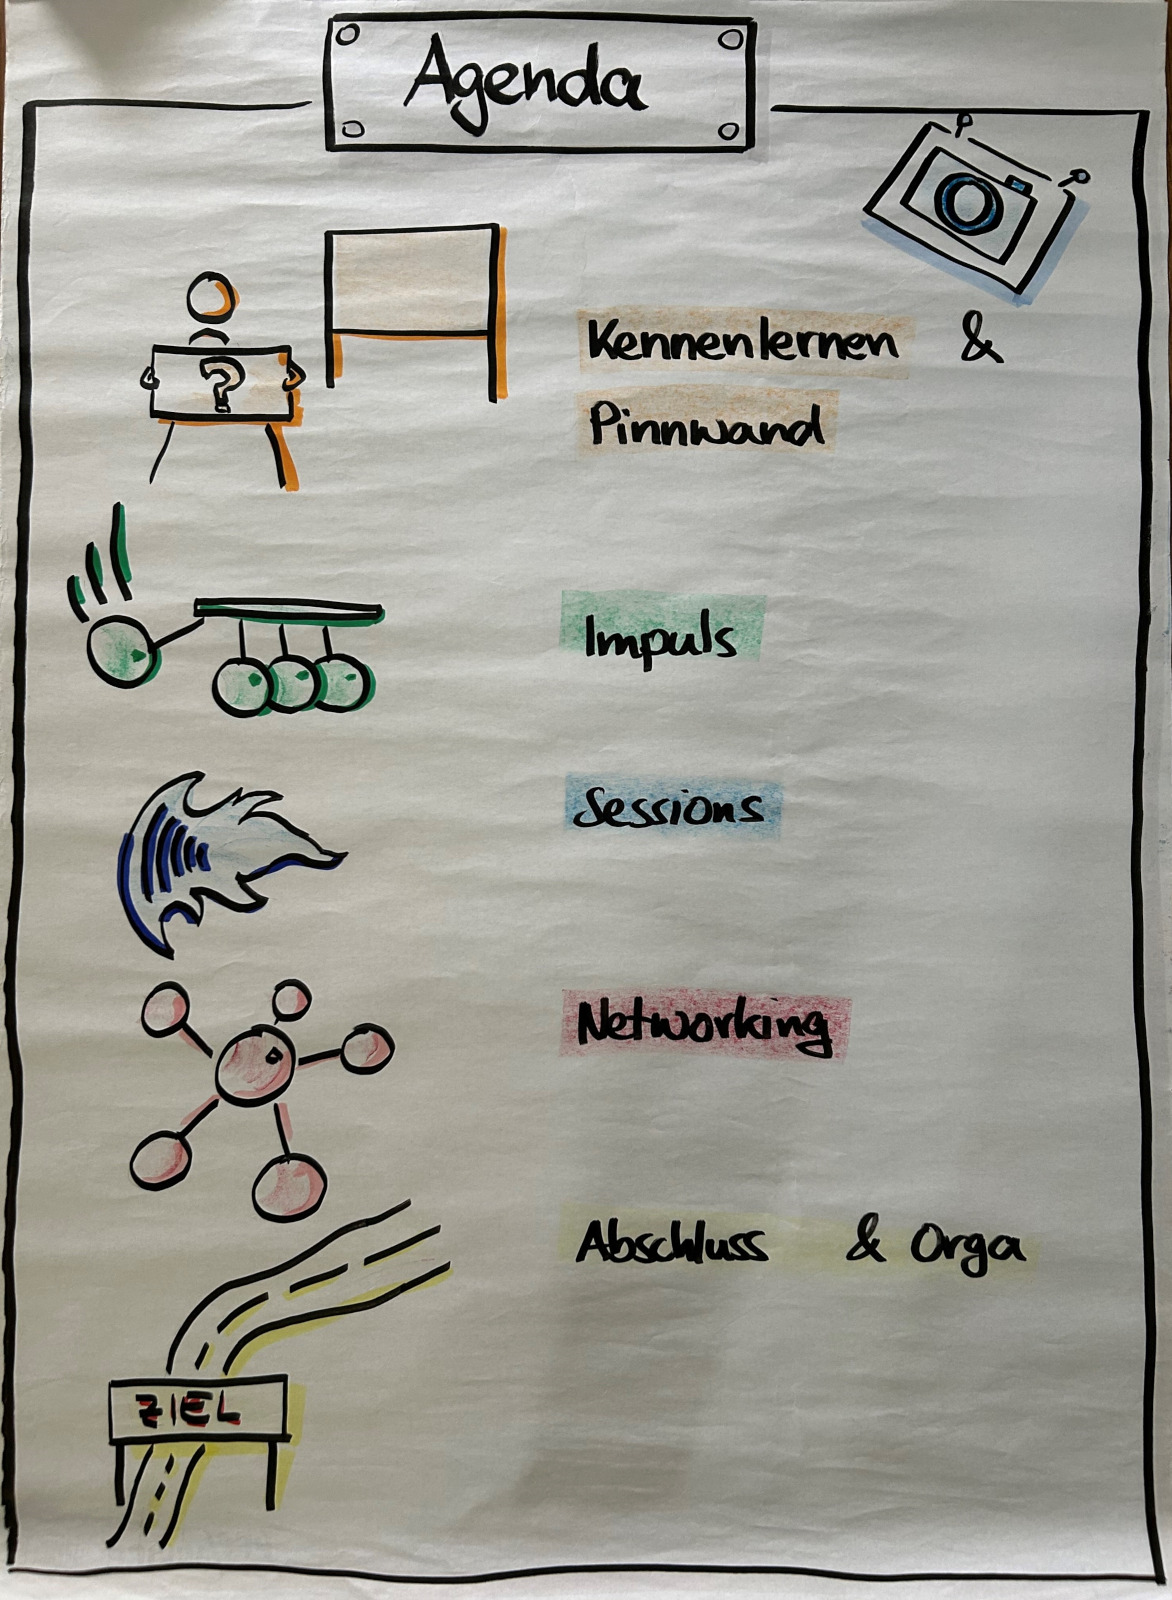 Agenda
Kennenlernen &
Pinnwand
?
Impuls
Sessions
Networking
Abschluss & Orga
ZIEL